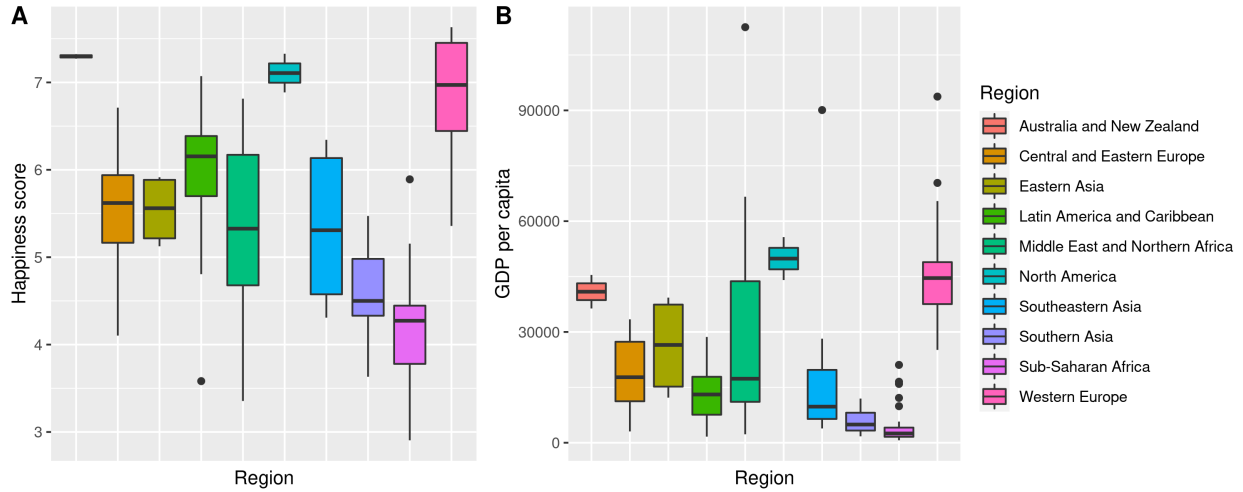 A
Happiness score
7
6
5
4
3
Region
B
GDP per capita
90000
60000
30000
0
Region
Region
Australia and New Zealand
Central and Eastern Europe
Eastern Asia
Latin America and Caribbean
Middle East and Northern Africa
North America
Southeastern Asia
Southern Asia
Sub-Saharan Africa
Western Europe